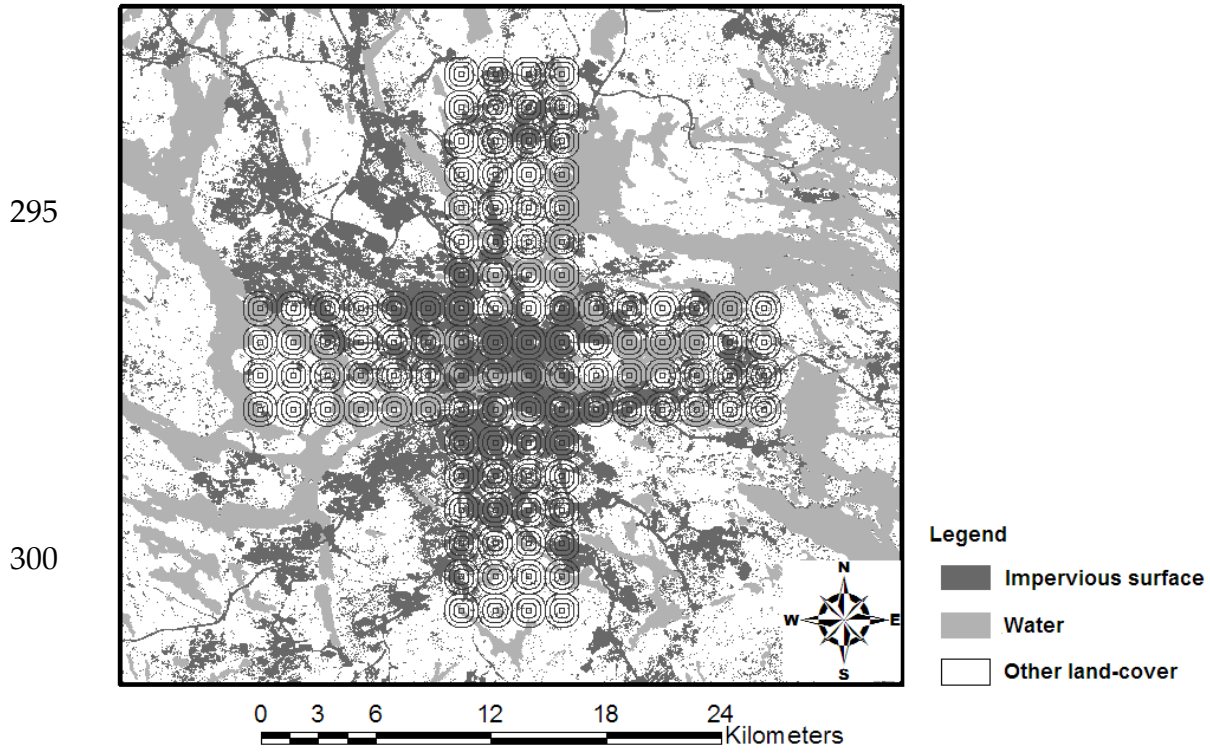 295
300
Legend
Impervious surface
Water
Other land-cover
N
W E
S
0 3 6 12 18 24
Kilometers